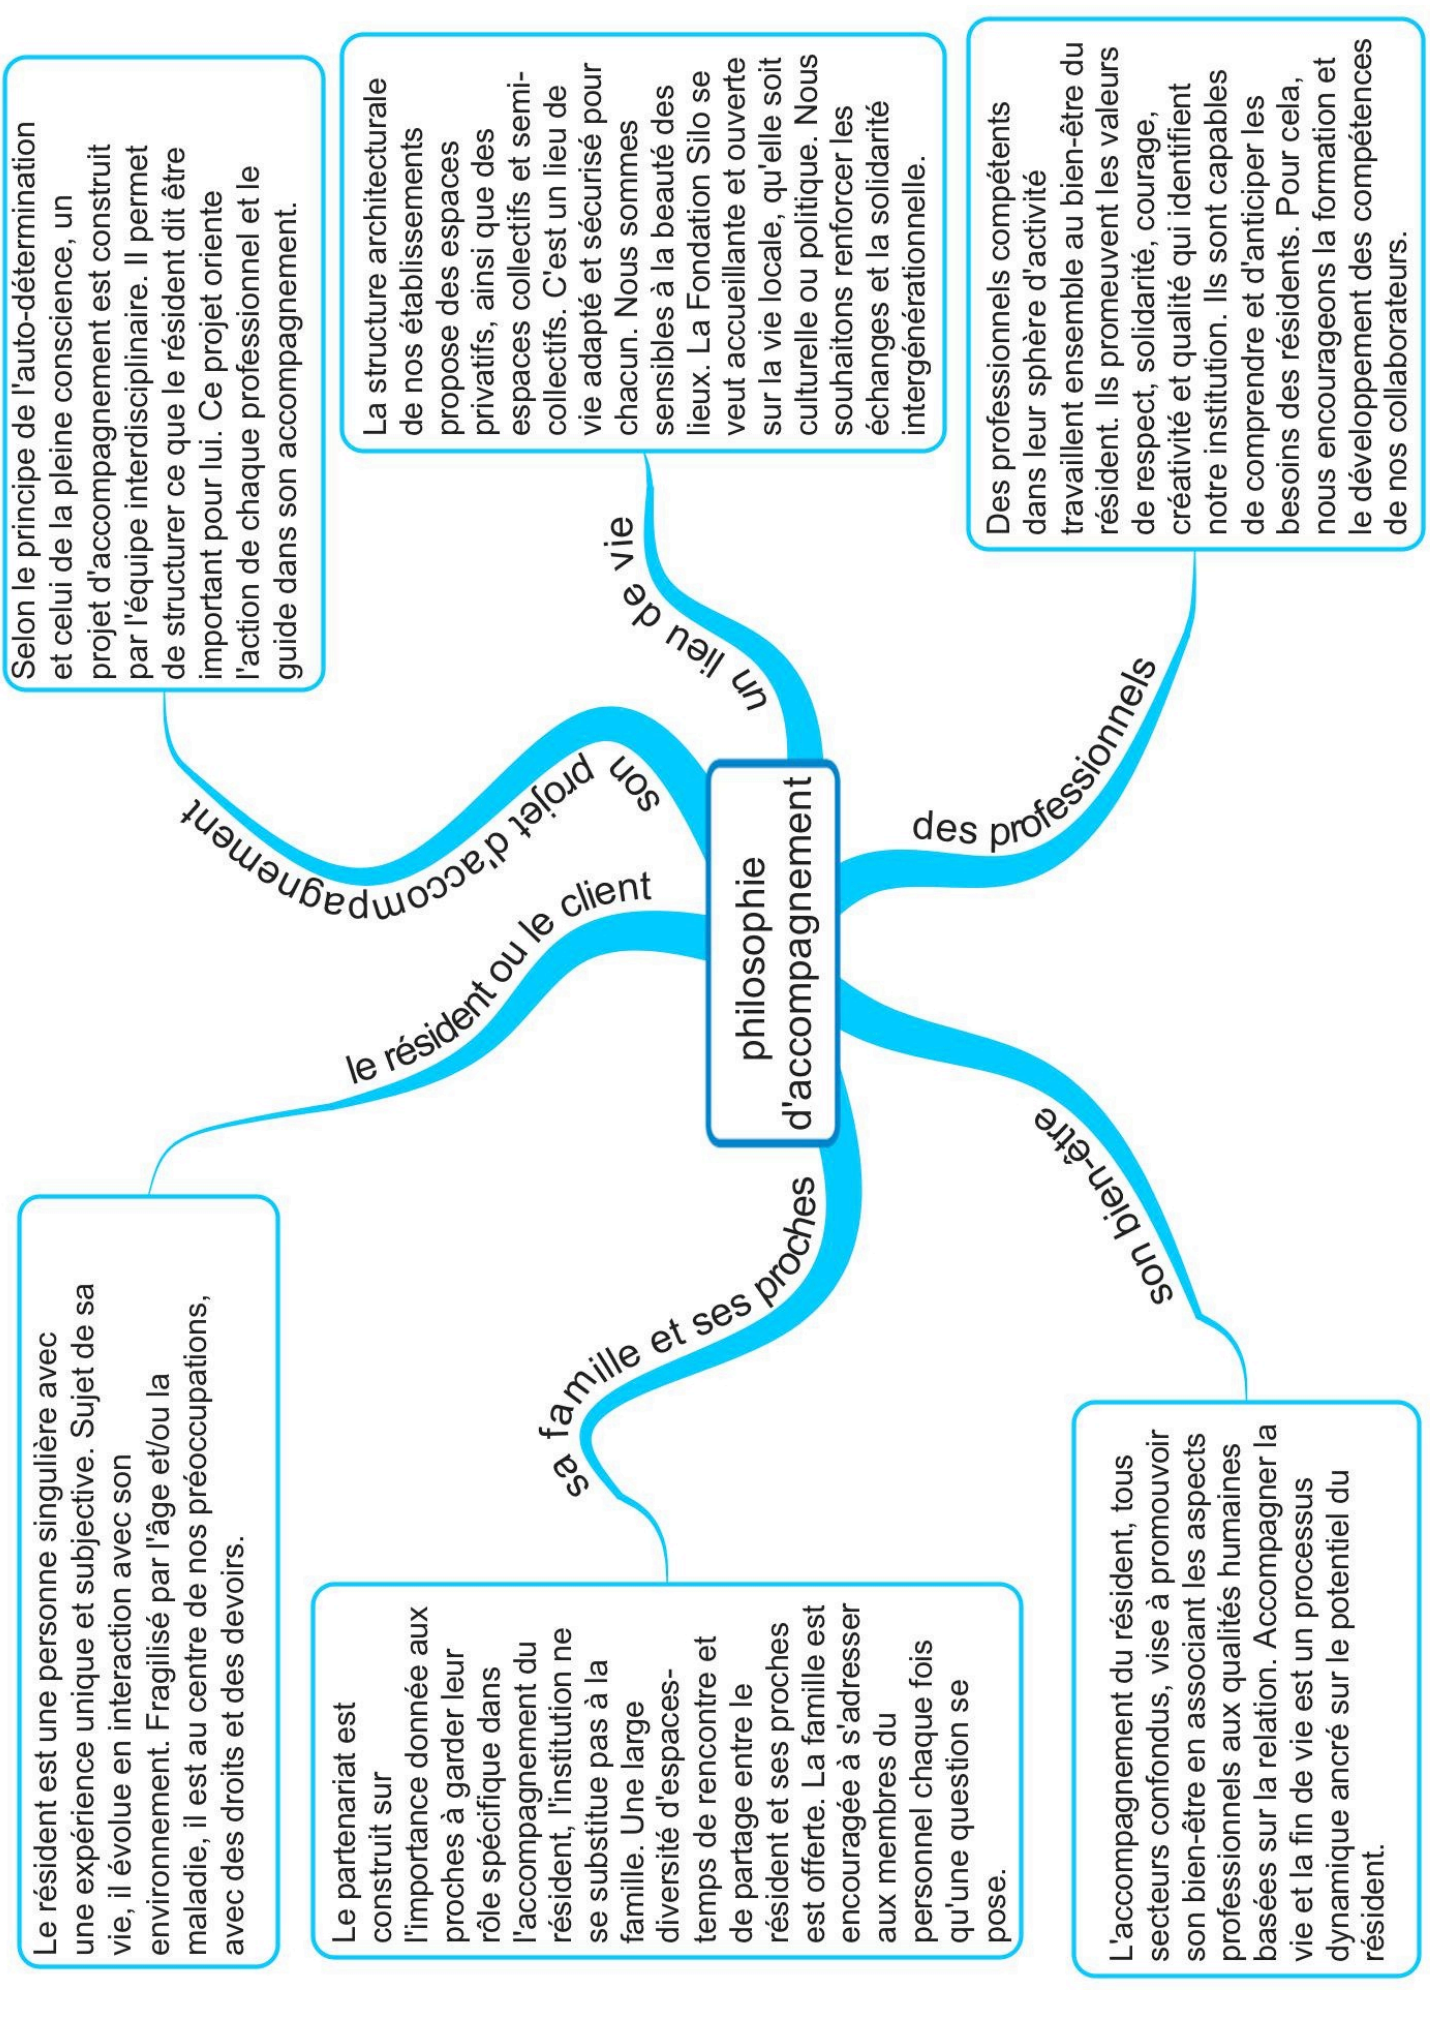 Le résident est une personne singulière avec
une expérience unique et subjective. Sujet de sa
vie, il évolue en interaction avec son
environnement. Fragilisé par l'âge et/ou la
maladie, il est au centre de nos préoccupations,
avec des droits et des devoirs.
le résident ou le client
Selon le principe de l'auto-détermination
et celui de la pleine conscience, un
projet d'accompagnement est construit
par l'équipe interdisciplinaire. Il permet
de structurer ce que le résident dit être
important pour lui. Ce projet oriente
l'action de chaque professionnel et le
guide dans son accompagnement.
son projet d'accompagnement
La structure architecturale
de nos établissements
propose des espaces
privatifs, ainsi que des
espaces collectifs et semi-
collectifs. C'est un lieu de
vie adapté et sécurisé pour
chacun. Nous sommes
sensibles à la beauté des
lieux. La Fondation Silo se
veut accueillante et ouverte
sur la vie locale, qu'elle soit
culturelle ou politique. Nous
souhaitons renforcer les
échanges et la solidarité
intergénérationnelle.
un lieu de vie
philosophie
d'accompagnement
Le partenariat est
construit sur
l'importance donnée aux
proches à garder leur
rôle spécifique dans
l'accompagnement du
résident, l'institution ne
se substitue pas à la
famille. Une large
diversité d'espaces-
temps de rencontre et
de partage entre le
résident et ses proches
est offerte. La famille est
encouragée à s'adresser
aux membres du
personnel chaque fois
qu'une question se
pose.
sa famille et ses proches
L'accompagnement du résident, tous
secteurs confondus, vise à promouvoir
son bien-être en associant les aspects
professionnels aux qualités humaines
basées sur la relation. Accompagner la
vie et la fin de vie est un processus
dynamique ancré sur le potentiel du
résident.
son bien-être
Des professionnels compétents
dans leur sphère d'activité
travaillent ensemble au bien-être du
résident. Ils promeuvent les valeurs
de respect, solidarité, courage,
créativité et qualité qui identifient
notre institution. Ils sont capables
de comprendre et d'anticiper les
besoins des résidents. Pour cela,
nous encourageons la formation et
le développement des compétences
de nos collaborateurs.
des professionnels